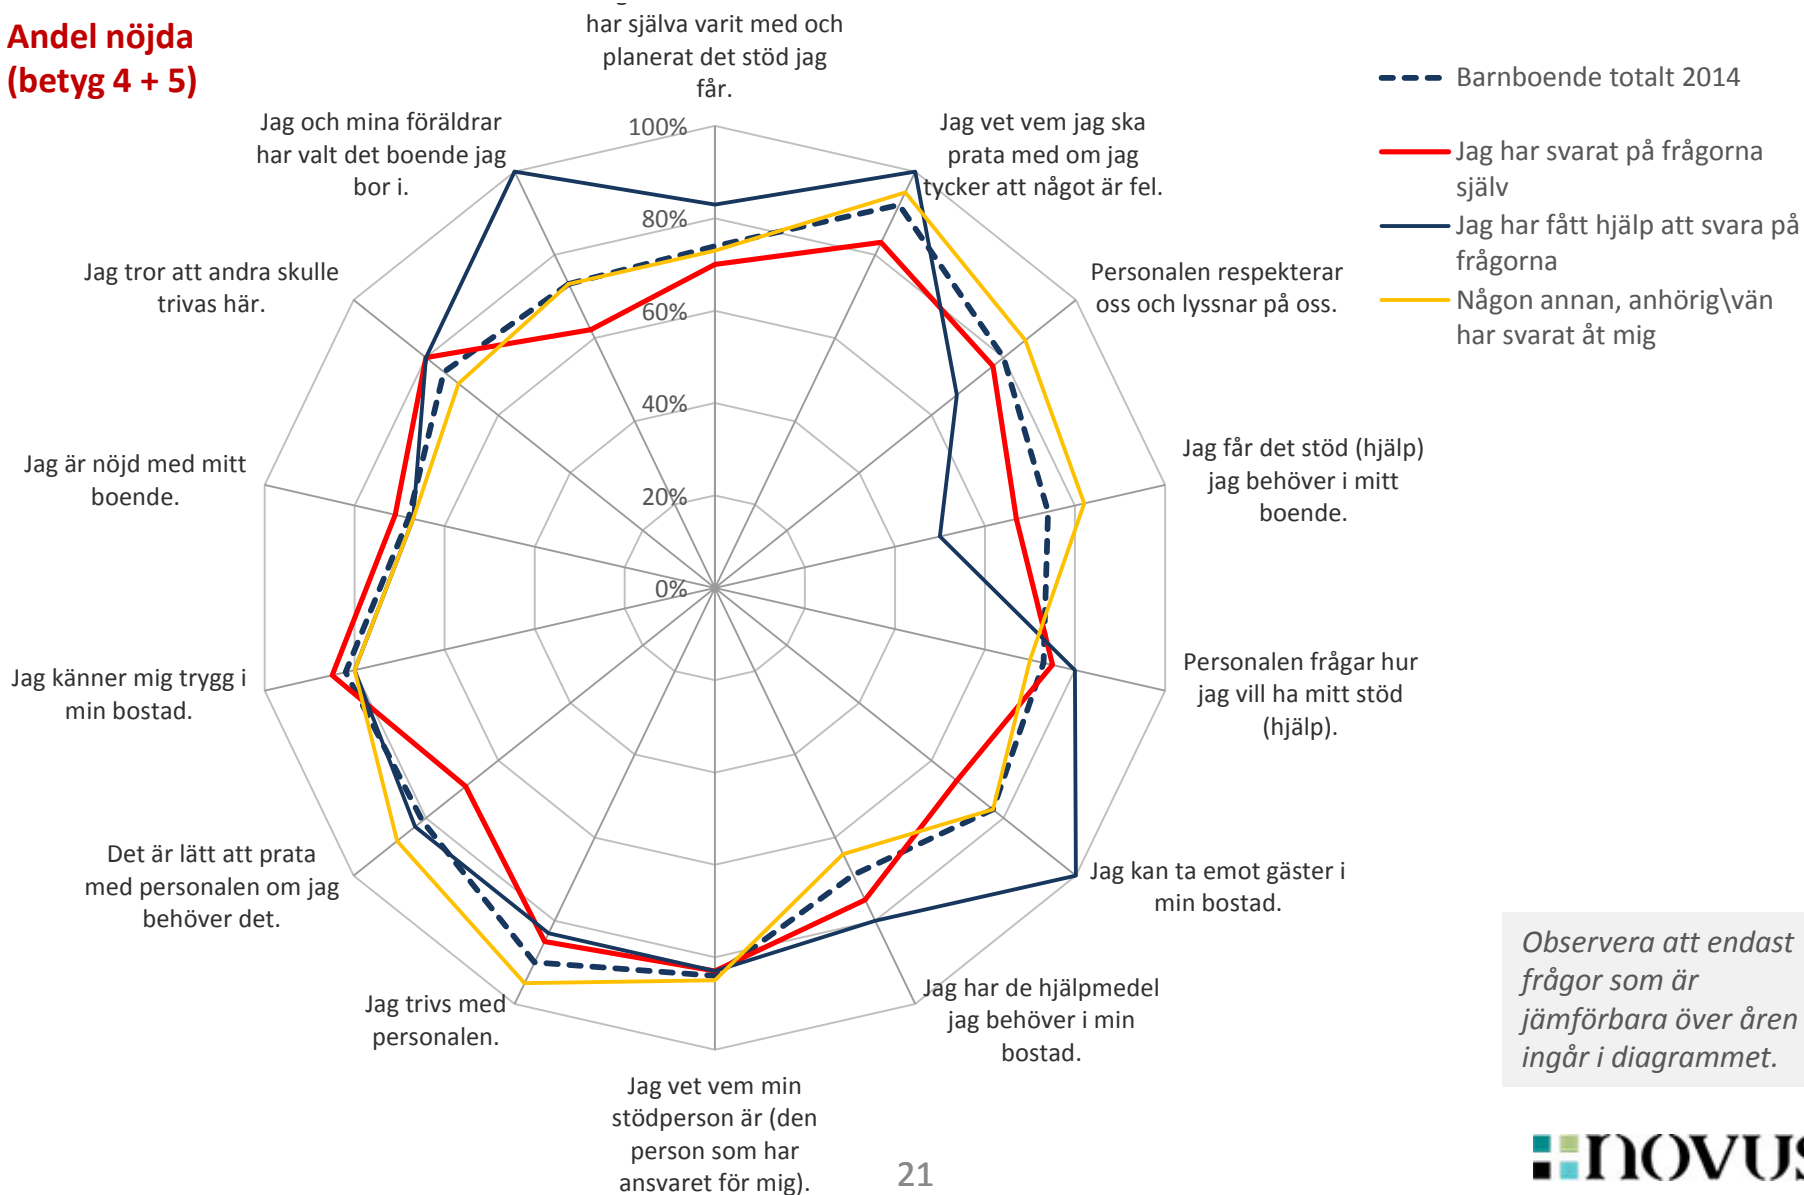 Andel nöjda
(betyg 4 + 5)
har själva varit med och
planerat det stöd jag
får.
Jag vet vem jag ska
prata med om jag
tycker att något är fel.
Personalen respekterar
oss och lyssnar på oss.
Jag får det stöd (hjälp)
jag behöver i mitt
boende.
Personalen frågar hur
jag vill ha mitt stöd
(hjälp).
Jag kan ta emot gäster i
min bostad.
Jag har de hjälpmedel
jag behöver i min
bostad.
Jag vet vem min
stödperson är (den
person som har
ansvaret för mig).
Jag trivs med
personalen.
Det är lätt att prata
med personalen om jag
behöver det.
Jag känner mig trygg i
min bostad.
Jag är nöjd med mitt
boende.
Jag tror att andra skulle
trivas här.
Jag och mina föräldrar
har valt det boende jag
bor i.
100%
80%
60%
40%
20%
0%
Barnboende totalt 2014
Jag har svarat på frågorna
själv
Jag har fått hjälp att svara på
frågorna
Någon annan, anhörig\vän
har svarat åt mig
Observera att endast
frågor som är
jämförbara över åren
ingår i diagrammet.
21
novus